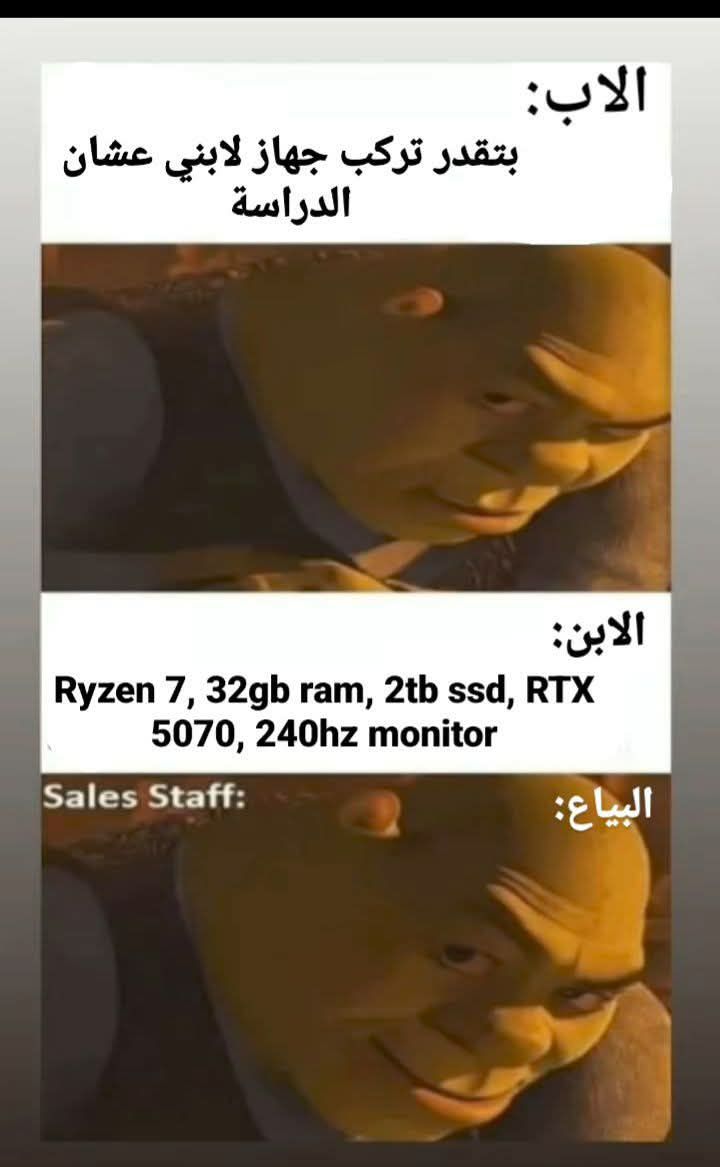 الاب:
بتقدر تركب جهاز لابني عشان
الدراسة
الابن:
Ryzen 7, 32gb ram, 2tb ssd, RTX
5070, 240hz monitor
Sales Staff:
البياع: